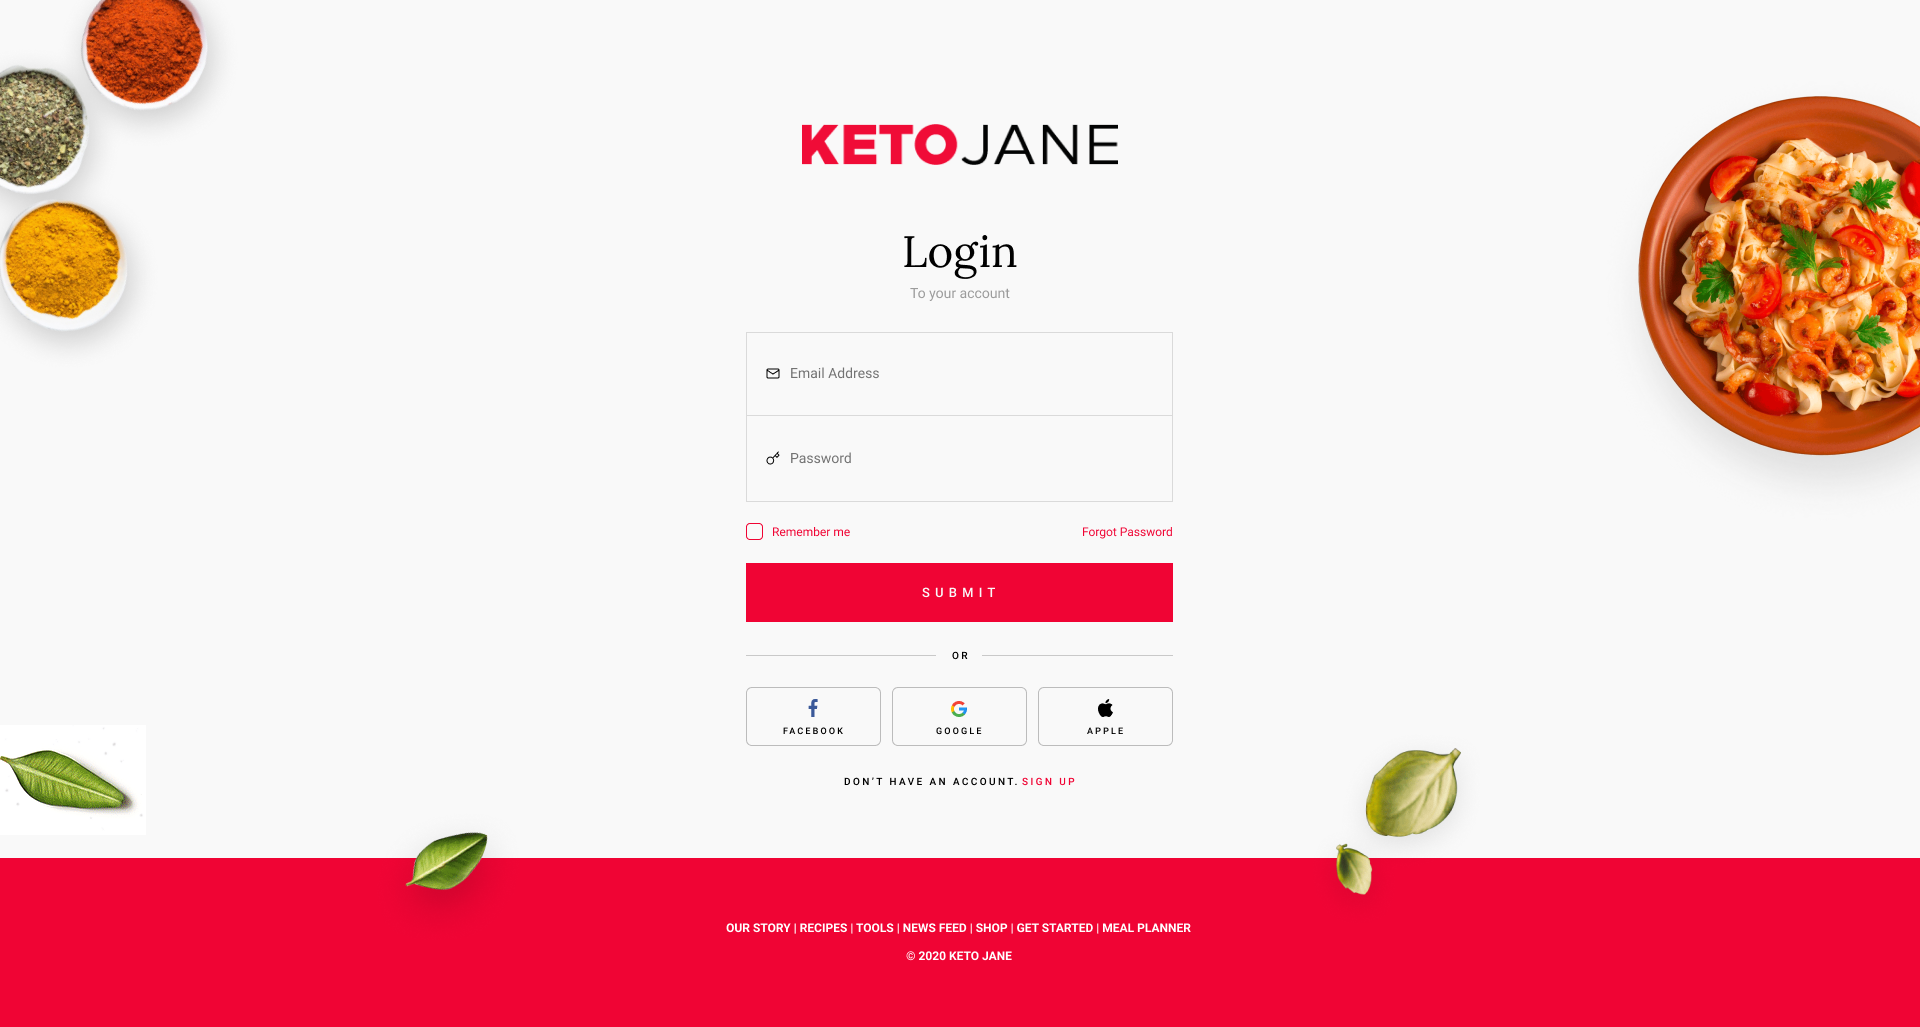 KETOJANE
Login
To your account
Email Address
Password
Remember me
Forgot Password
SUBMIT
OR
FACEBOOK
GOOGLE
APPLE
DON'T HAVE AN ACCOUNT. SIGN UP
OUR STORY | RECIPES | TOOLS | NEWS FEED | SHOP | GET STARTED | MEAL PLANNER
© 2020 KETO JANE